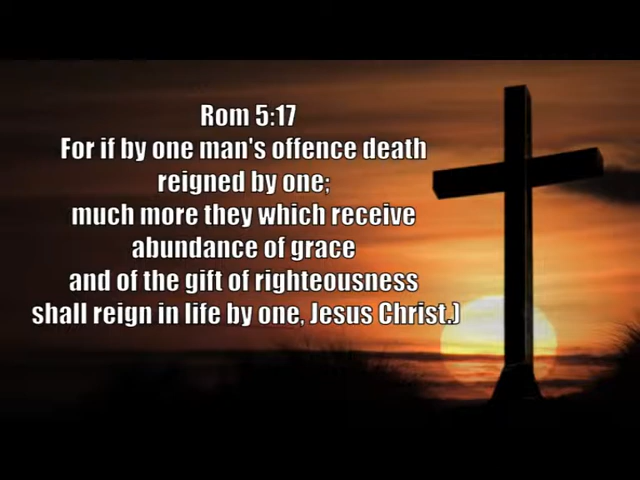 Rom 5:17
For if by one man's offence death
reigned by one;
much more they which receive
abundance of grace
and of the gift of righteousness
shall reign in life by one, Jesus Christ.)